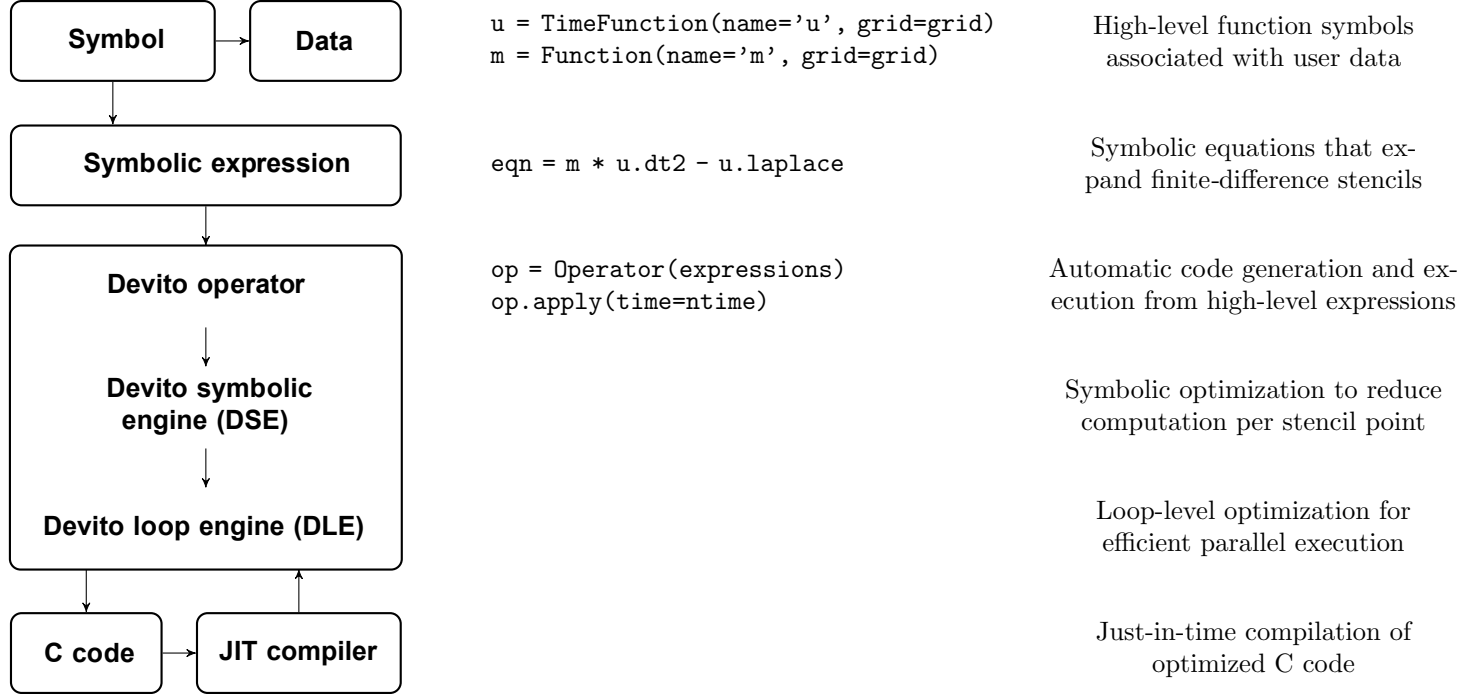 Symbol
Data
u = TimeFunction(name='u', grid=grid)
m = Function(name='m', grid=grid)
High-level function symbols
associated with user data
Symbolic expression
eqn = m * u.dt2 - u.laplace
Symbolic equations that ex-
pand finite-difference stencils
Devito operator
op = Operator(expressions)
op.apply(time=ntime)
Automatic code generation and ex-
ecution from high-level expressions
Devito symbolic
engine (DSE)
Symbolic optimization to reduce
computation per stencil point
Devito loop engine (DLE)
Loop-level optimization for
efficient parallel execution
C code
JIT compiler
Just-in-time compilation of
optimized C code